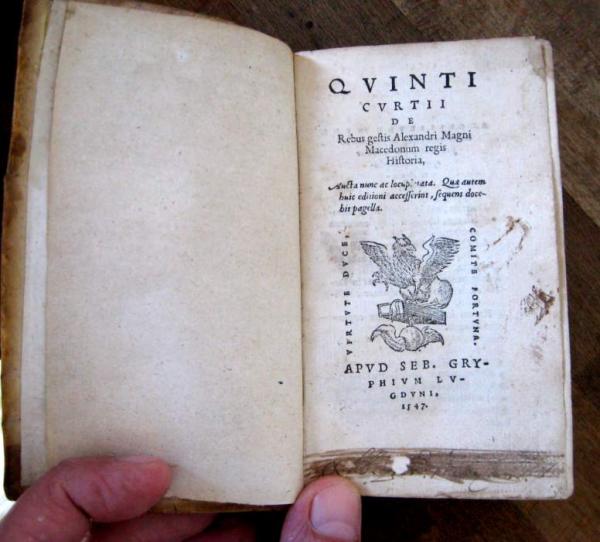 QVINTI
CVRTII
DE
Rebus gestis Alexandri Magni
Macedonum regis
Historia,
Aucta nunc ac locupletata. Quæ autem
huic editioni accesserint, sequens doce-
bit pagella.
VIRTVTE DVCE,
COMITE FORTVNA.
APVD SEB. GRY-
PHIVM LV-
GDVNI,
1547.